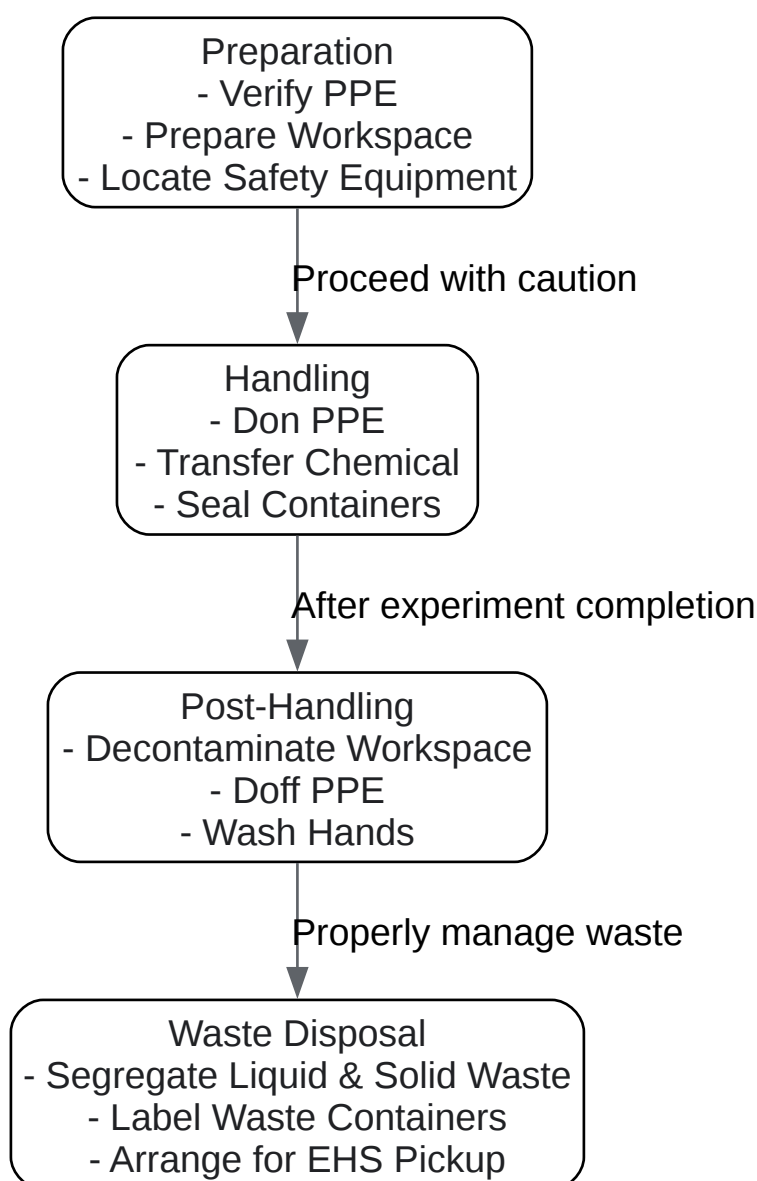 Preparation
- Verify PPE
- Prepare Workspace
- Locate Safety Equipment
Proceed with caution
Handling
- Don PPE
- Transfer Chemical
- Seal Containers
After experiment completion
Post-Handling
- Decontaminate Workspace
- Doff PPE
- Wash Hands
Properly manage waste
Waste Disposal
- Segregate Liquid & Solid Waste
- Label Waste Containers
- Arrange for EHS Pickup